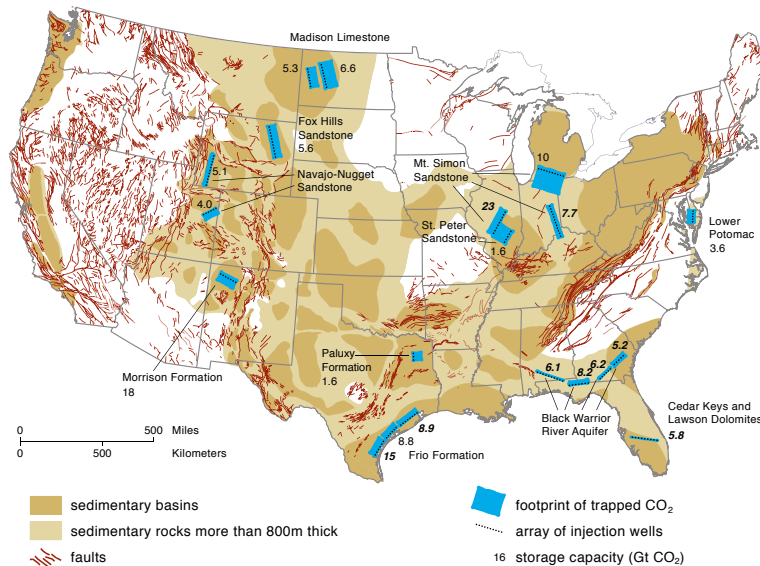 Madison Limestone
5.3
6.6
Fox Hills
Sandstone
5.6
Mt. Simon
Sandstone
10
5.1
Navajo-Nugget
Sandstone
4.0
23
7.7
St. Peter
Sandstone
1.6
Lower
Potomac
3.6
Morrison Formation
18
Paluxy
Formation
1.6
6.1
8.2
6.2
5.2
Black Warrior
River Aquifer
Cedar Keys and
Lawson Dolomites
5.8
8.9
8.8
15
Frio Formation
0 500 Miles
0 500 Kilometers
sedimentary basins
sedimentary rocks more than 800m thick
faults
footprint of trapped CO₂
array of injection wells
16 storage capacity (Gt CO₂)